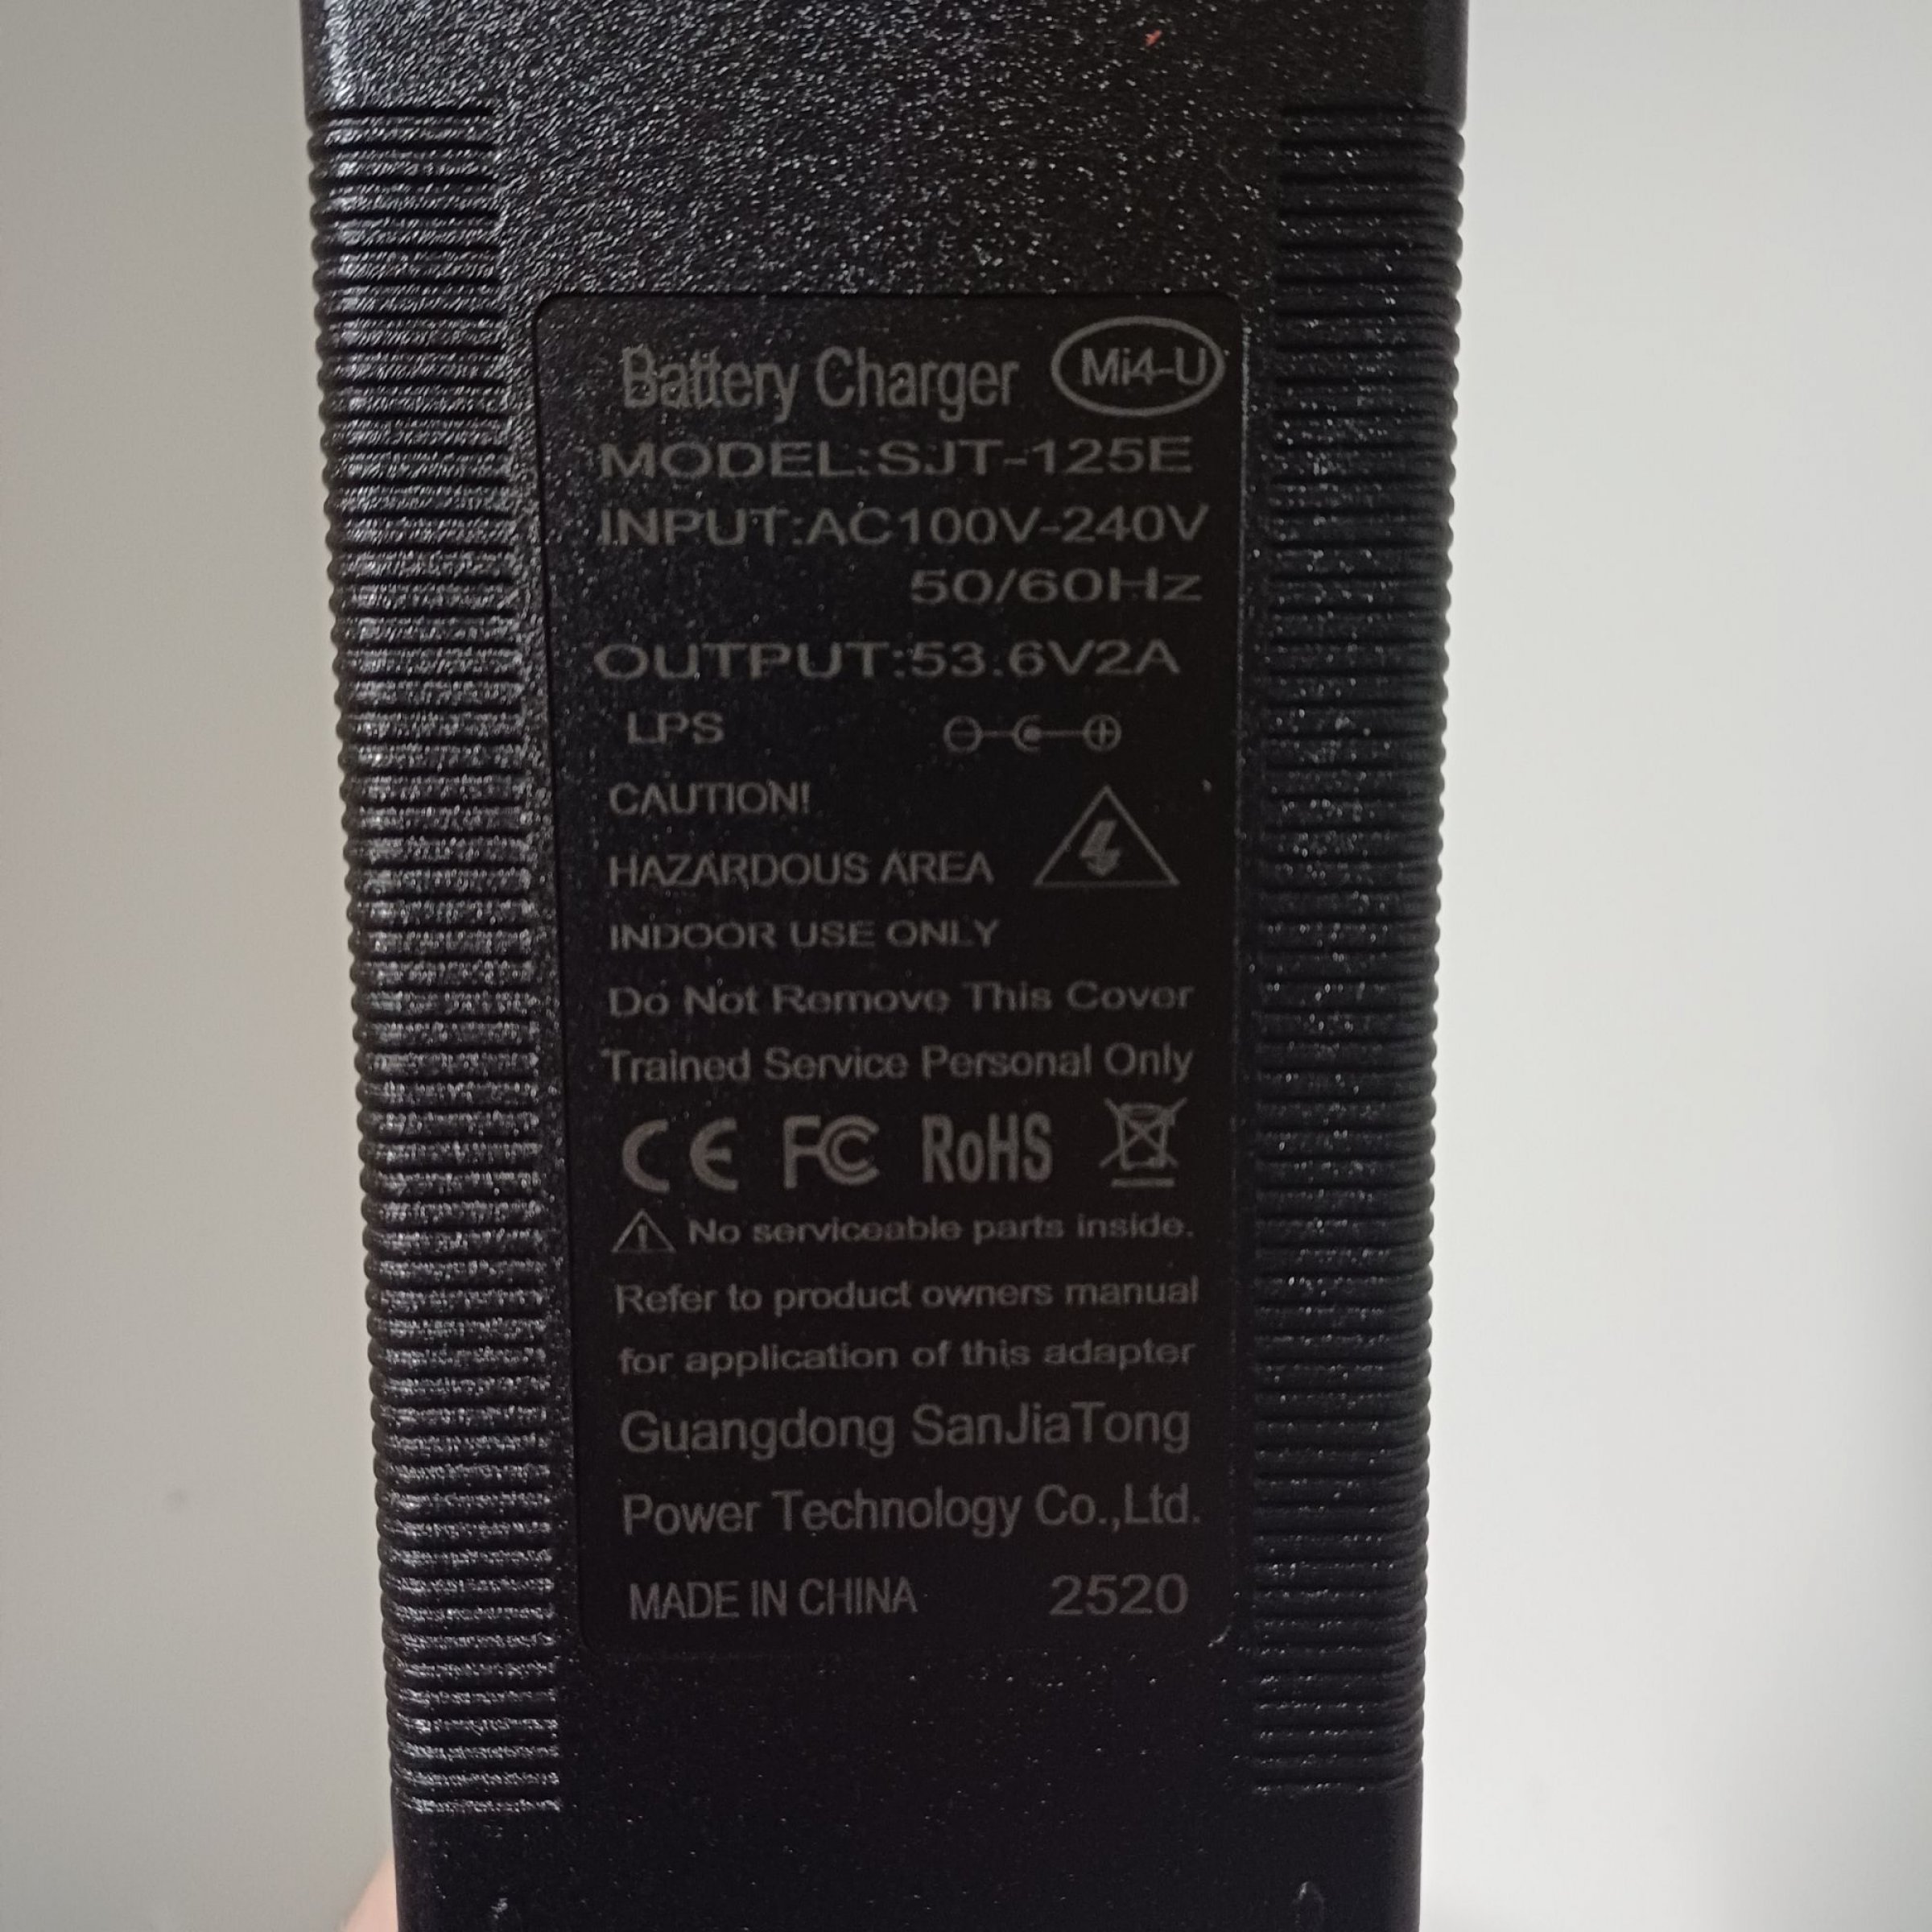 Battery Charger Mi4-U
MODEL:SJT-125E
INPUT:AC100V-240V
50/60Hz
OUTPUT:53.6V2A
LPS
CAUTION!
HAZARDOUS AREA
INDOOR USE ONLY
Do Not Remove This Cover
Trained Service Personal Only
CE FC RoHS
No serviceable parts inside.
Refer to product owners manual
for application of this adapter
Guangdong SanJiaTong
Power Technology Co.,Ltd.
MADE IN CHINA 2520